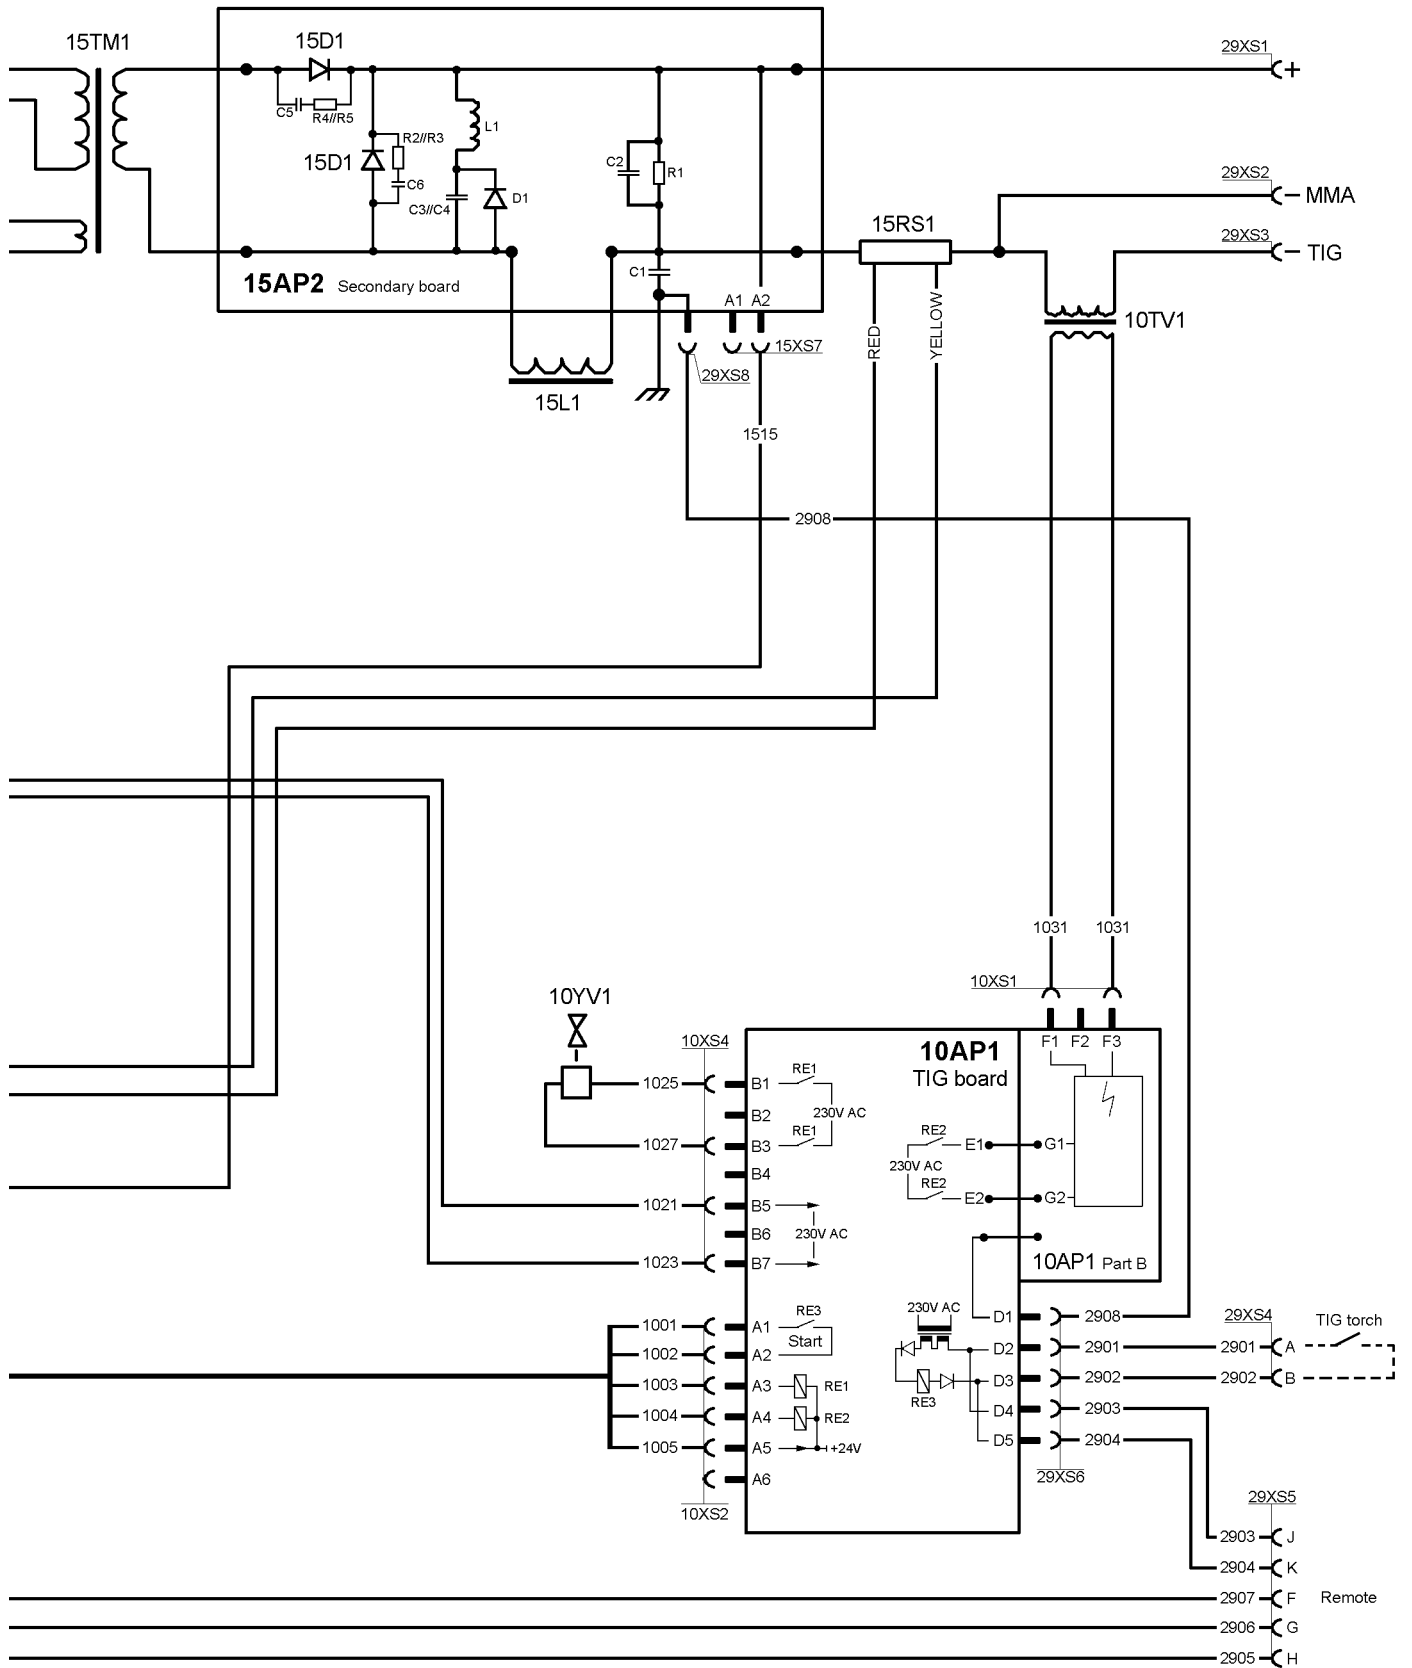 15TM1
15D1
29XS1
+
C5
R4//R5
L1
R2//R3
15D1
C6
C3//C4
D1
C2
R1
29XS2
MMA
15RS1
29XS3
TIG
15AP2 Secondary board
C1
A1 A2
RED
YELLOW
10TV1
15XS7
29XS8
15L1
1515
2908
1031 1031
10XS1
10YV1
10XS4
10AP1
TIG board
F1 F2 F3
1025 B1 RE1
B2 230V AC
1027 B3 RE1
B4
RE2 E1 G1
230V AC
RE2 E2 G2
1021 B5
B6 230V AC
1023 B7
10AP1 Part B
1001 A1 RE3
Start
1002 A2
1003 A3 RE1
1004 A4 RE2
1005 A5 +24V
A6
10XS2
230V AC
D1 2908
D2 2901
D3 2902
RE3
D4 2903
D5 2904
29XS6
29XS4
TIG torch
2901 A
2902 B
29XS5
2903 J
2904 K
2907 F Remote
2906 G
2905 H